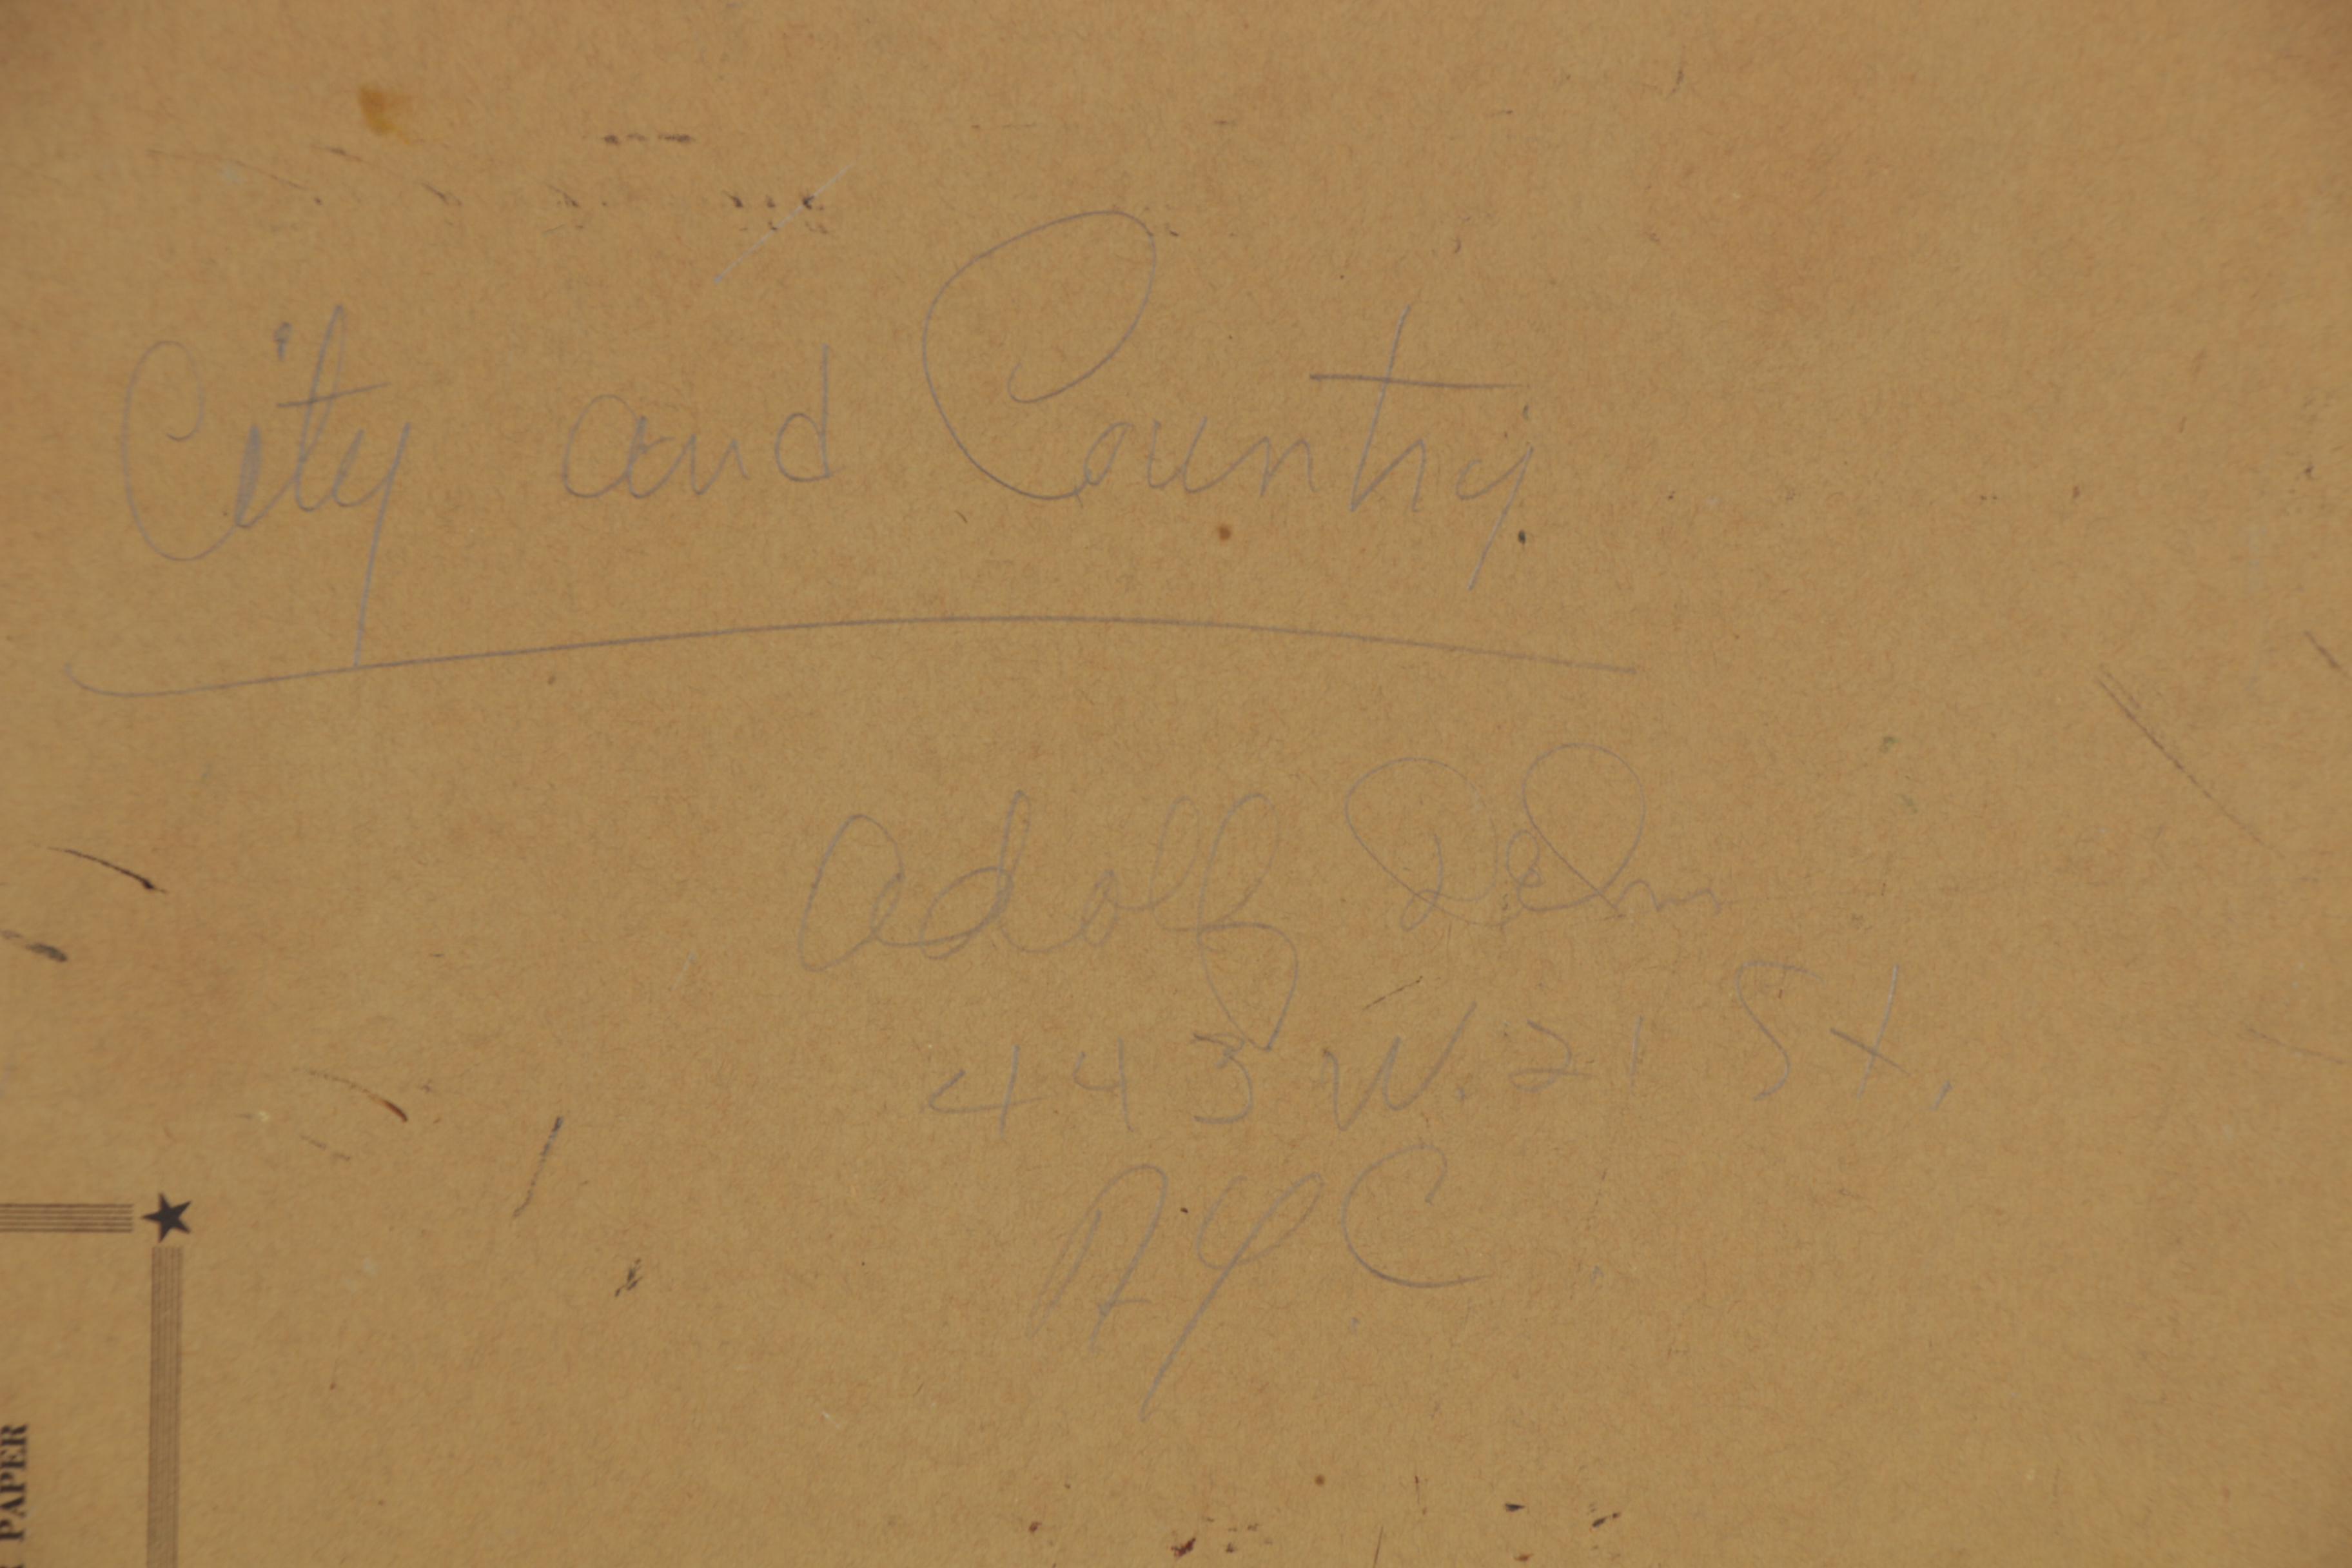 City and Country
Adolf Dehn
443 W. 21 St.
NYC
PAPER